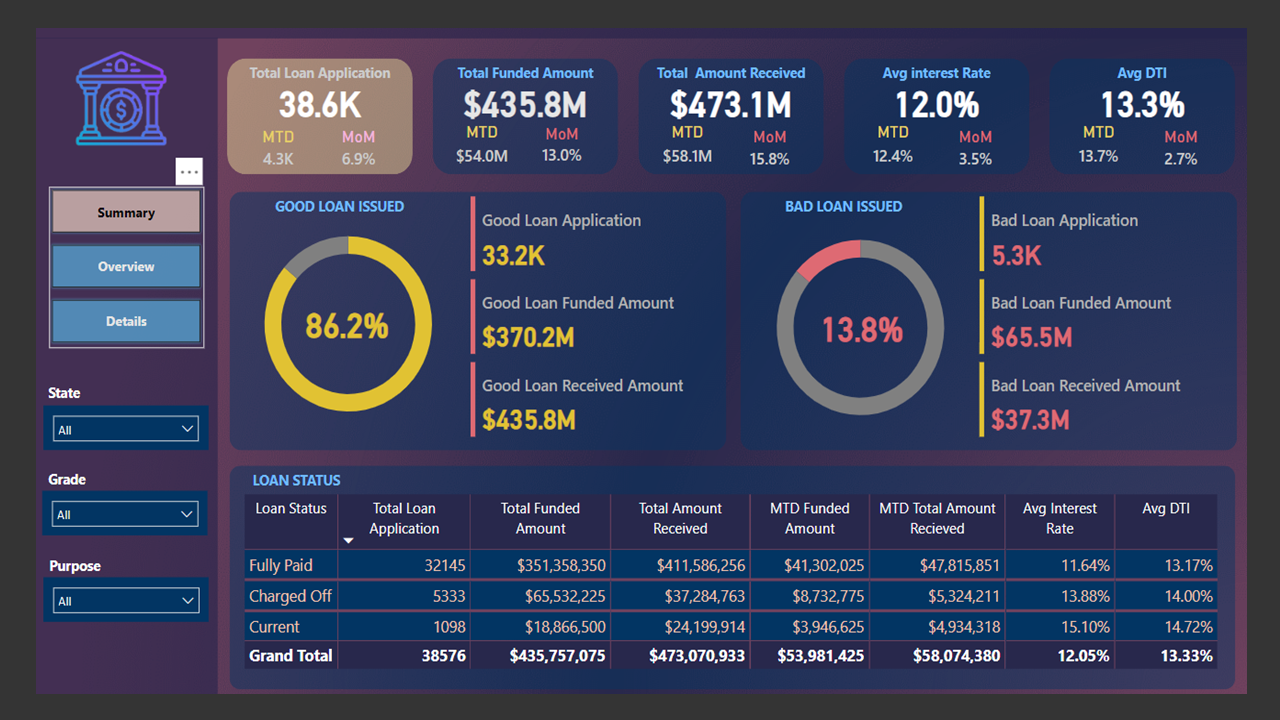 Total Loan Application
38.6K
MTD MoM
4.3K 6.9%
Total Funded Amount
$435.8M
MTD MoM
$54.0M 13.0%
Total Amount Received
$473.1M
MTD MoM
$58.1M 15.8%
Avg interest Rate
12.0%
MTD MoM
12.4% 3.5%
Avg DTI
13.3%
MTD MoM
13.7% 2.7%
$
...
Summary
Overview
Details
State
All
Grade
All
Purpose
All
GOOD LOAN ISSUED
86.2%
Good Loan Application
33.2K
Good Loan Funded Amount
$370.2M
Good Loan Received Amount
$435.8M
BAD LOAN ISSUED
13.8%
Bad Loan Application
5.3K
Bad Loan Funded Amount
$65.5M
Bad Loan Received Amount
$37.3M
LOAN STATUS
Loan Status Total Loan Application Total Funded Amount Total Amount Received MTD Funded Amount MTD Total Amount Recieved Avg Interest Rate Avg DTI
Fully Paid 32145 $351,358,350 $411,586,256 $41,302,025 $47,815,851 11.64% 13.17%
Charged Off 5333 $65,532,225 $37,284,763 $8,732,775 $5,324,211 13.88% 14.00%
Current 1098 $18,866,500 $24,199,914 $3,946,625 $4,934,318 15.10% 14.72%
Grand Total 38576 $435,757,075 $473,070,933 $53,981,425 $58,074,380 12.05% 13.33%